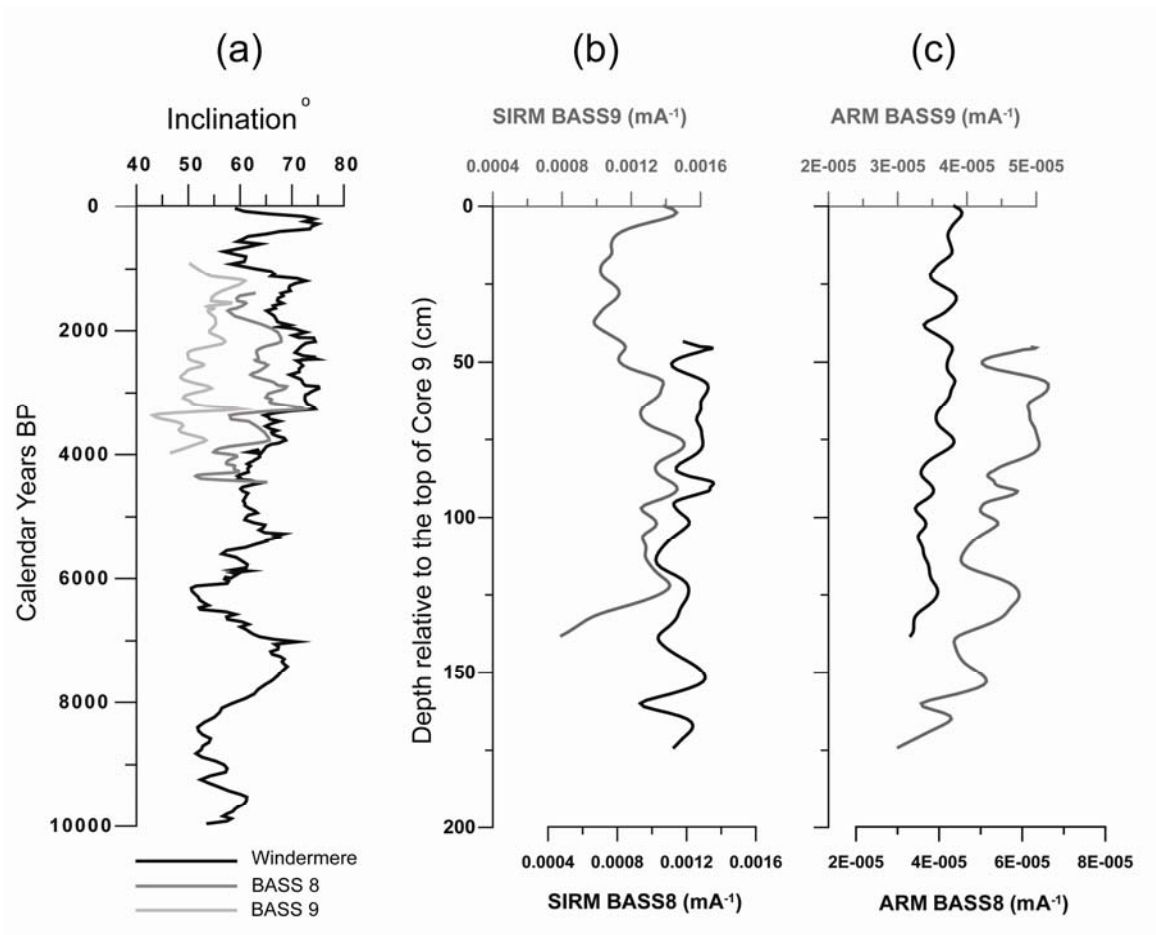 (a)
(b)
(c)
Inclination o
SIRM BASS9 (mA-1)
ARM BASS9 (mA-1)
40 50 60 70 80
0.0004 0.0008 0.0012 0.0016
2E-005 3E-005 4E-005 5E-005
Calendar Years BP
0
2000
4000
6000
8000
10000
Depth relative to the top of Core 9 (cm)
0
50
100
150
200
0.0004 0.0008 0.0012 0.0016
2E-005 4E-005 6E-005 8E-005
SIRM BASS8 (mA-1)
ARM BASS8 (mA-1)
Windermere
BASS 8
BASS 9